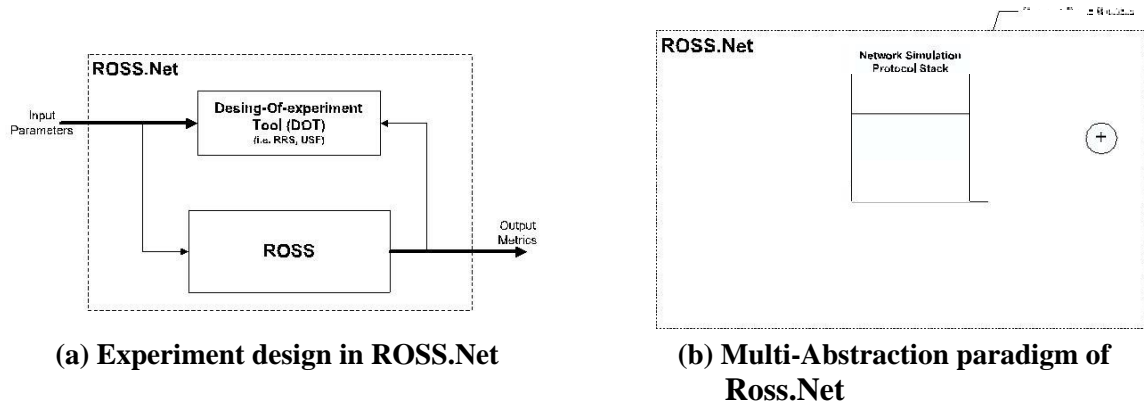 ROSS.Net
Desing-Of-experiment
Tool (DOT)
(i.e. RRS, USF)
Input
Parameters
ROSS
Output
Metrics
(a) Experiment design in ROSS.Net
ROSS.Net
Network Simulation
Protocol Stack
+
(b) Multi-Abstraction paradigm of
Ross.Net